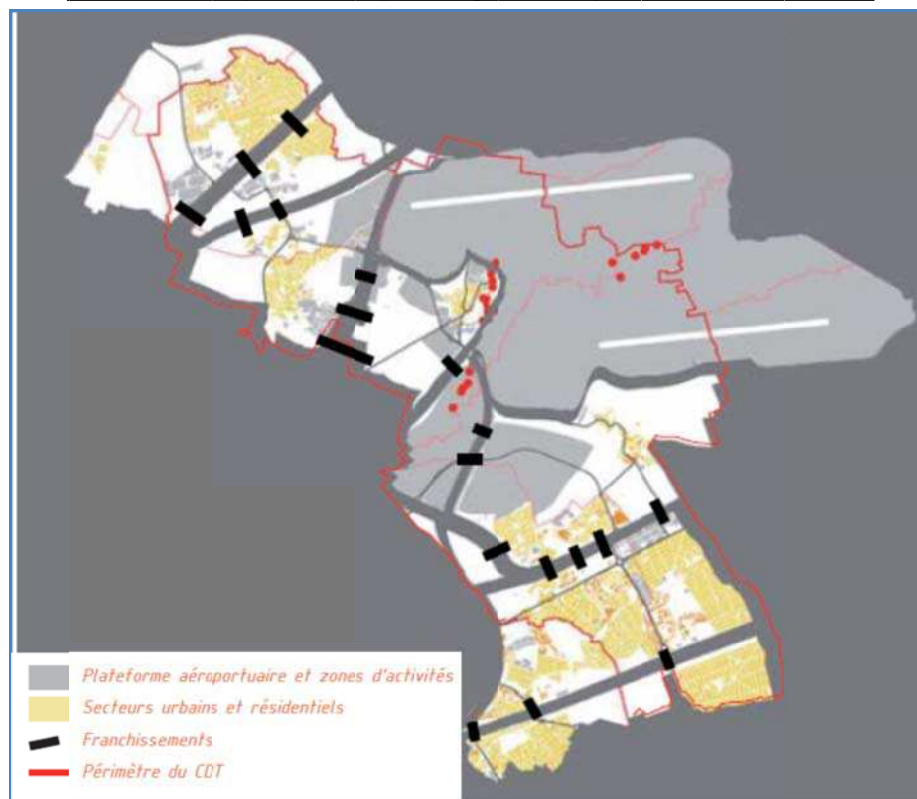 Plateforme aéroportuaire et zones d'activités
Secteurs urbains et résidentiels
Franchissements
Périmètre du CDT